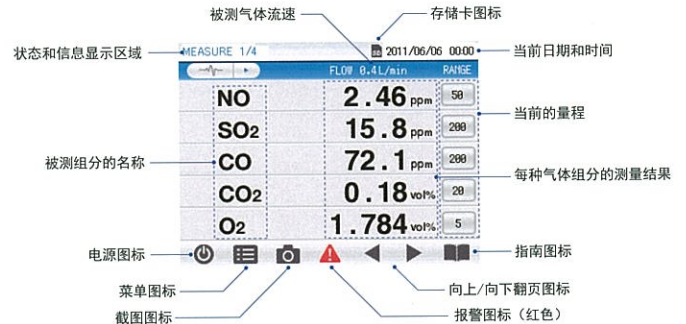 被测气体流速
存储卡图标
状态和信息显示区域
MEASURE 1/4
2011/06/06 00:00
当前日期和时间
FLOW 0.4L/min
RANGE
NO 2.46 ppm 50
当前的量程
SO2 15.8 ppm 200
被测组分的名称
CO 72.1 ppm 200
每种气体组分的测量结果
CO2 0.18 vol% 20
O2 1.784 vol% 5
电源图标
指南图标
菜单图标
向上/向下翻页图标
截图图标
报警图标（红色）